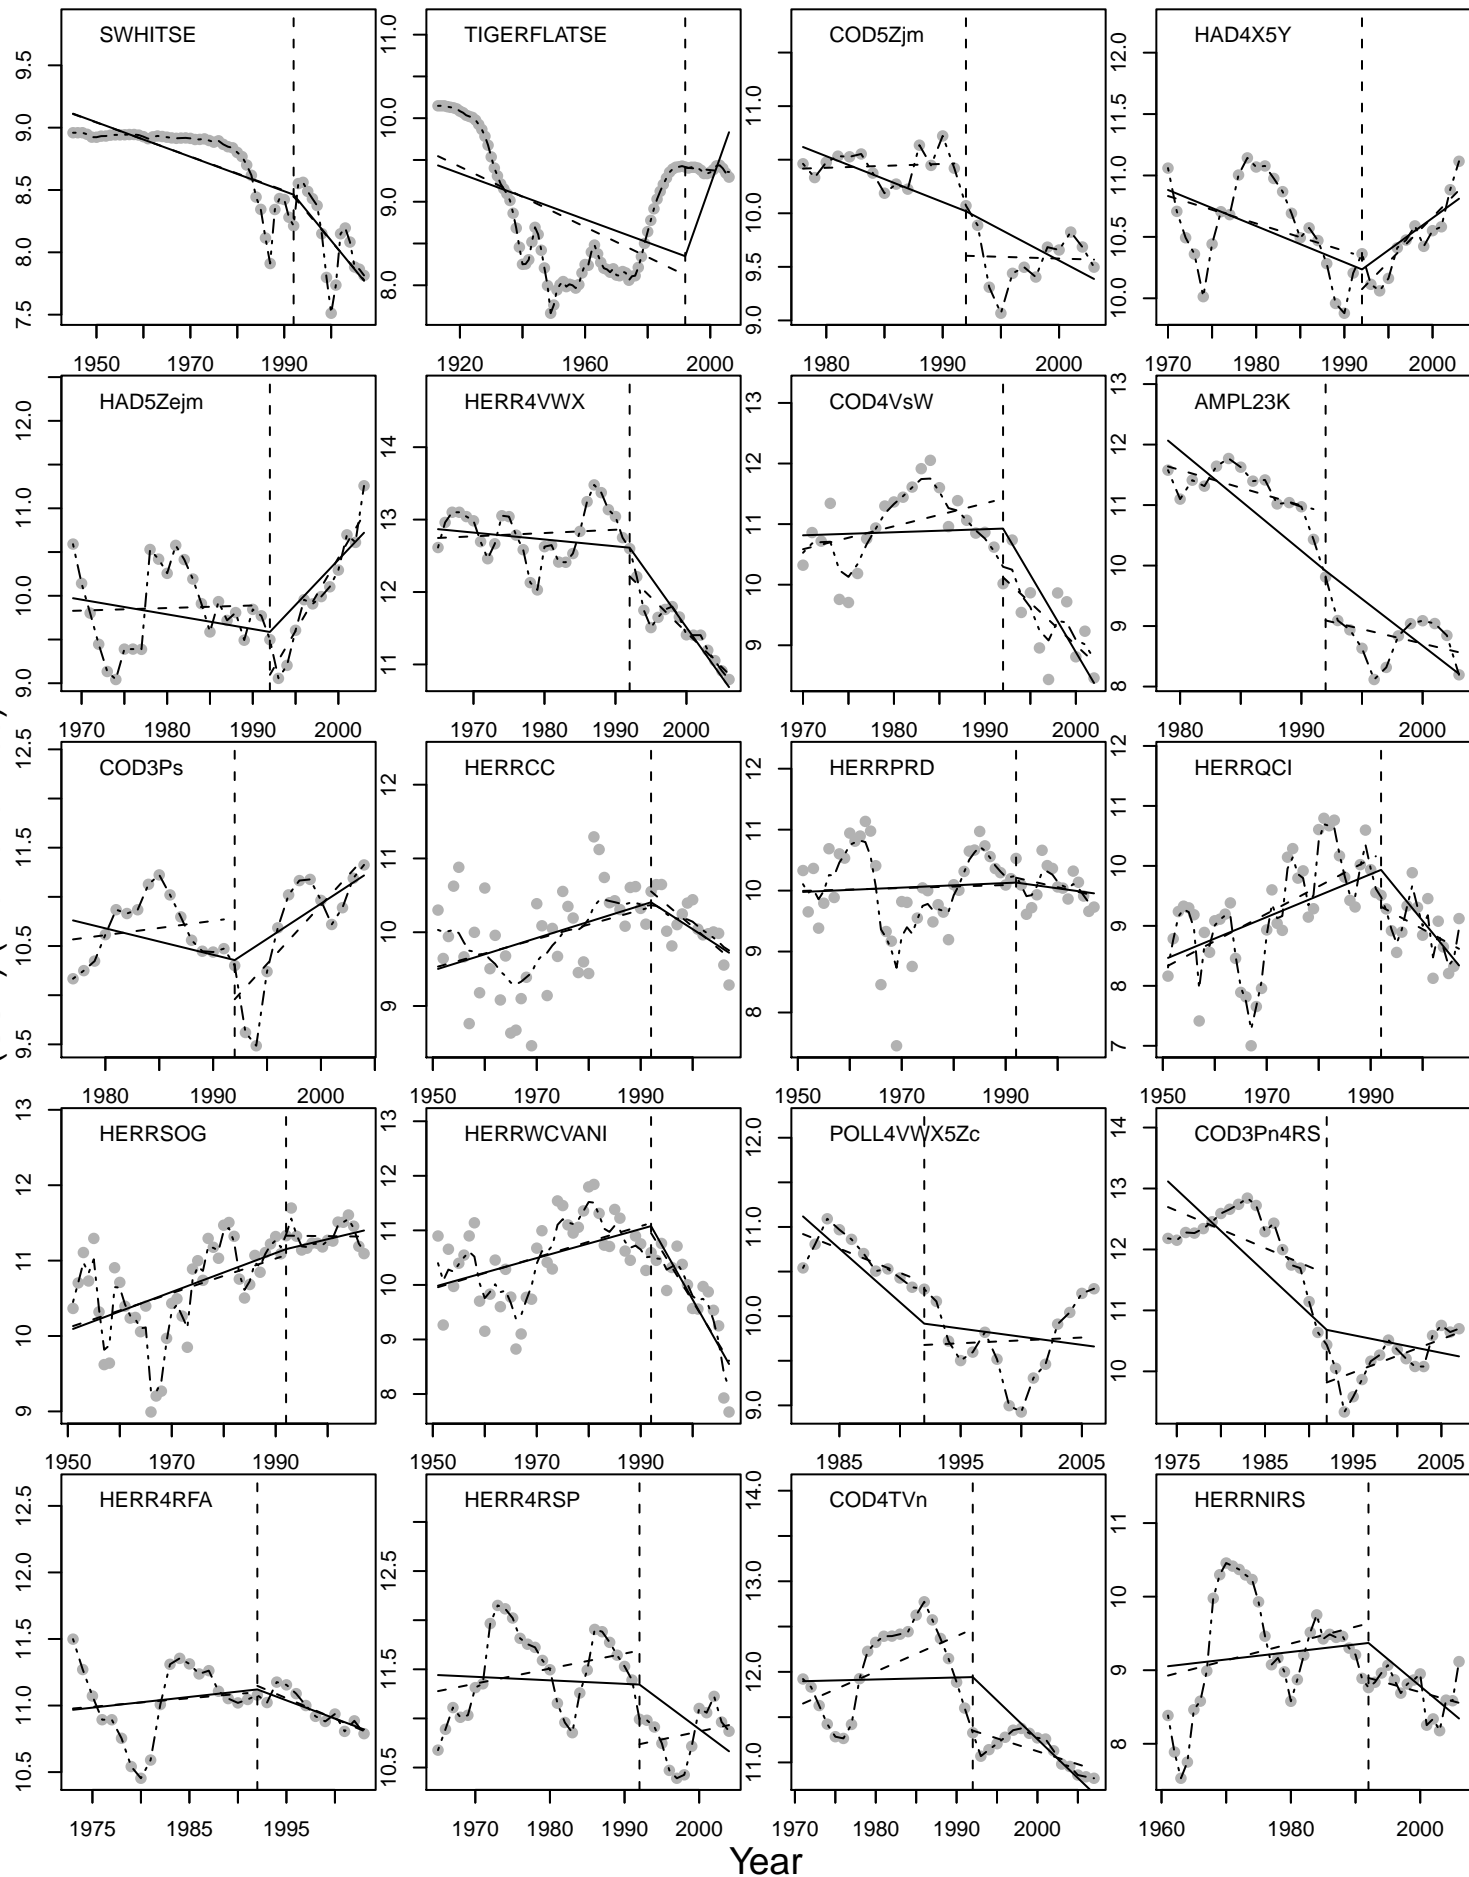 SWHITSE
7.5 8.0 8.5 9.0 9.5
1950 1970 1990
TIGERFLATSE
8.0 9.0 10.0 11.0
1920 1960 2000
COD5Zjm
9.0 9.5 10.0 11.0
1980 1990 2000
HAD4X5Y
10.0 10.5 11.0 11.5 12.0
1970 1980 1990 2000
HAD5Zejm
9.0 10.0 11.0 12.0
1970 1980 1990 2000
HERR4VWX
11 12 13 14
1970 1980 1990 2000
COD4VsW
9 10 11 12 13
1970 1980 1990 2000
AMPL23K
8 9 10 11 12 13
1980 1990 2000
COD3Ps
9.5 10.5 11.5 12.5
1980 1990 2000
HERRCC
9 10 11 12
1950 1970 1990
HERRPRD
8 9 10 11 12
1950 1970 1990
HERRQCI
7 8 9 10 11 12
1950 1970 1990
HERRSOG
9 10 11 12 13
1950 1970 1990
HERRWCVANI
8 9 10 11 12 13
1950 1970 1990
POLL4VWX5Zc
9.0 10.0 11.0 12.0
1985 1995 2005
COD3Pn4RS
10 11 12 13 14
1975 1985 1995 2005
HERR4RFA
10.5 11.0 11.5 12.0 12.5
1975 1985 1995
HERR4RSP
10.5 11.5 12.5
1970 1980 1990 2000
COD4TVn
11.0 12.0 13.0 14.0
1970 1980 1990 2000
HERRNIRS
8 9 10 11
1960 1980 2000
Year